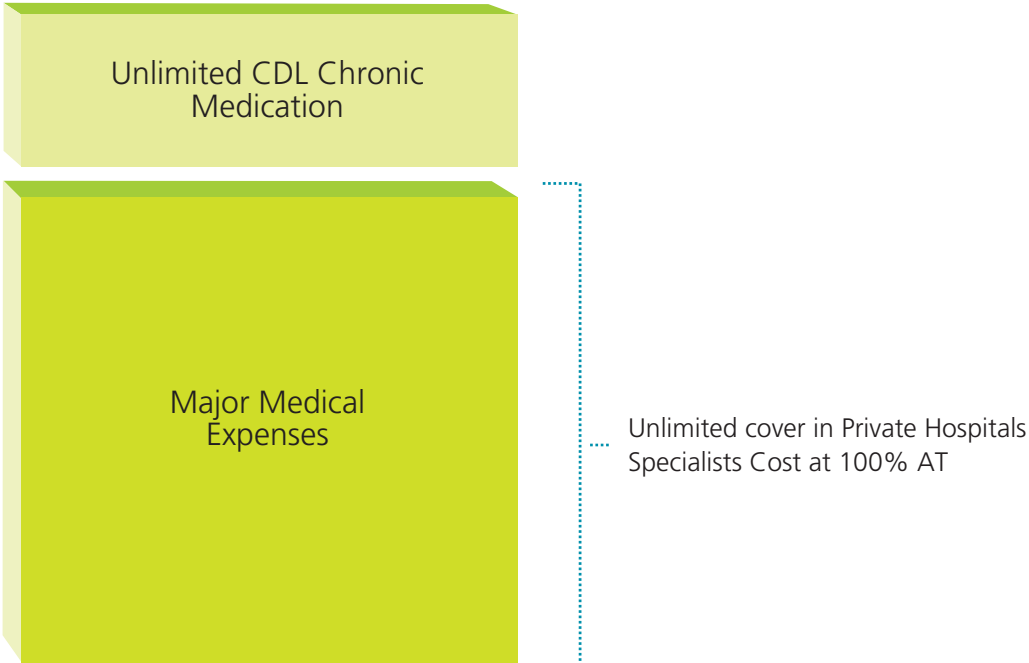 Unlimited CDL Chronic
Medication
Major Medical
Expenses
Unlimited cover in Private Hospitals
Specialists Cost at 100% AT